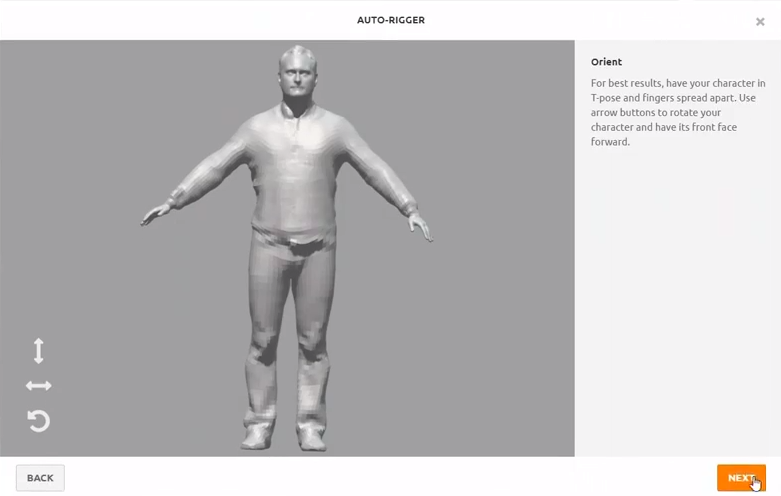 AUTO-RIGGER
Orient
For best results, have your character in
T-pose and fingers spread apart. Use
arrow buttons to rotate your
character and have its front face
forward.
BACK
NEXT